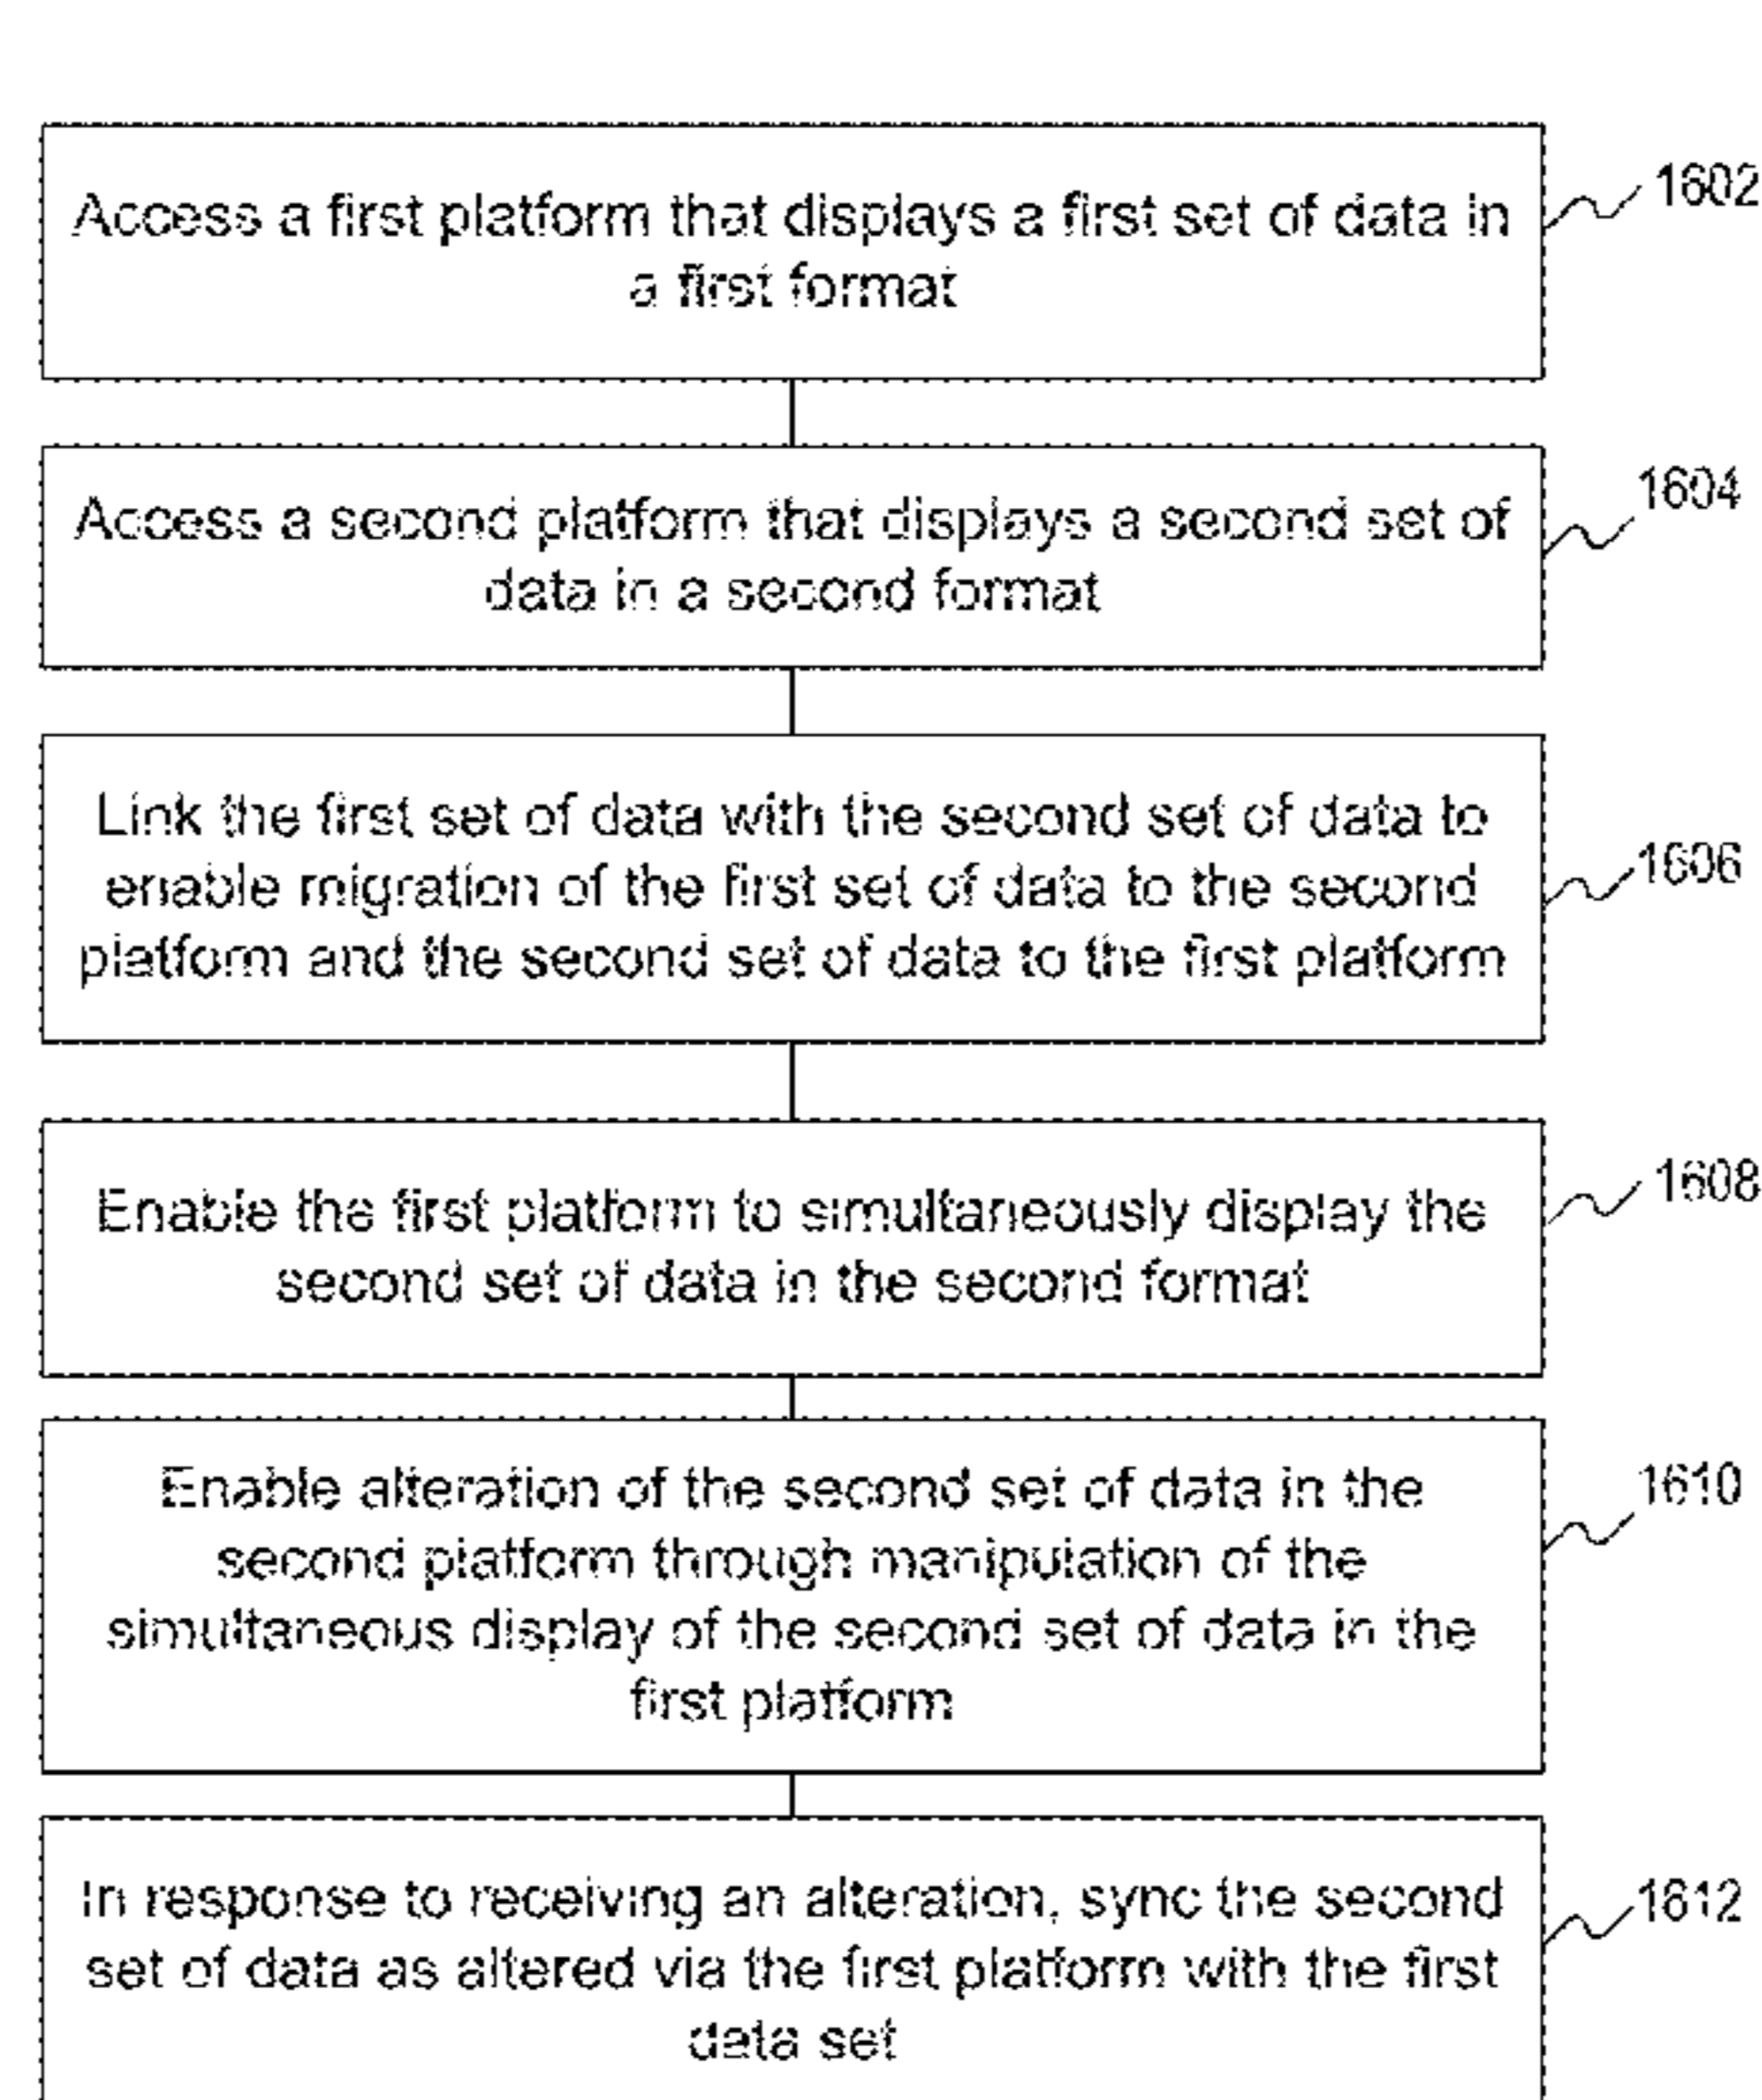 Access a first platform that displays a first set of data in
a first format
1602
Access a second platform that displays a second set of
data in a second format
1604
Link the first set of data with the second set of data to
enable migration of the first set of data to the second
platform and the second set of data to the first platform
1606
Enable the first platform to simultaneously display the
second set of data in the second format
1608
Enable alteration of the second set of data in the
second platform through manipulation of the
simultaneous display of the second set of data in the
first platform
1610
In response to receiving an alteration, sync the second
set of data as altered via the first platform with the first
data set
1612